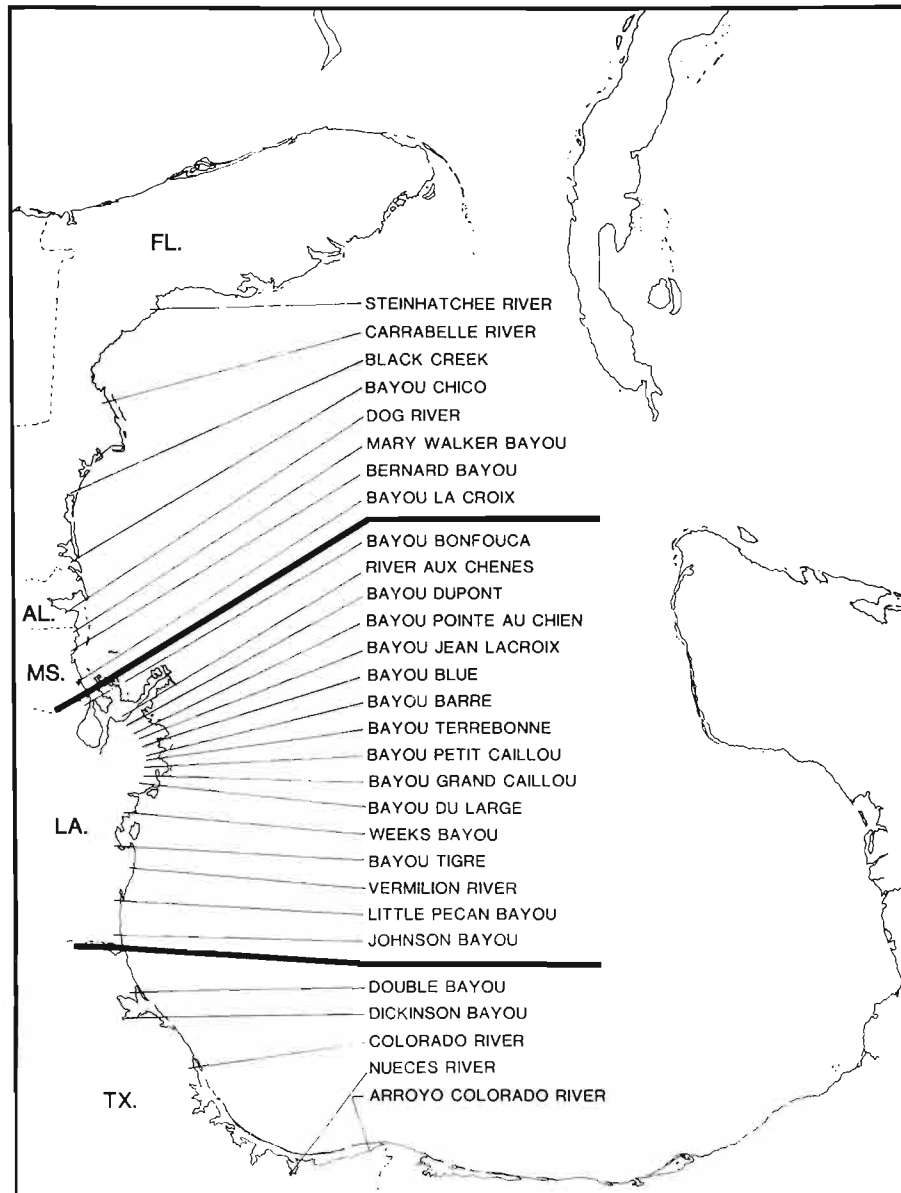 FL.
STEINHATCHEE RIVER
CARRABELLE RIVER
BLACK CREEK
BAYOU CHICO
DOG RIVER
MARY WALKER BAYOU
BERNARD BAYOU
BAYOU LA CROIX
BAYOU BONFOUCA
RIVER AUX CHENES
BAYOU DUPONT
AL.
BAYOU POINTE AU CHIEN
BAYOU JEAN LACROIX
MS.
BAYOU BLUE
BAYOU BARRE
BAYOU TERREBONNE
BAYOU PETIT CAILLOU
BAYOU GRAND CAILLOU
BAYOU DU LARGE
LA.
WEEKS BAYOU
BAYOU TIGRE
VERMILION RIVER
LITTLE PECAN BAYOU
JOHNSON BAYOU
DOUBLE BAYOU
DICKINSON BAYOU
COLORADO RIVER
NUECES RIVER
TX.
ARROYO COLORADO RIVER